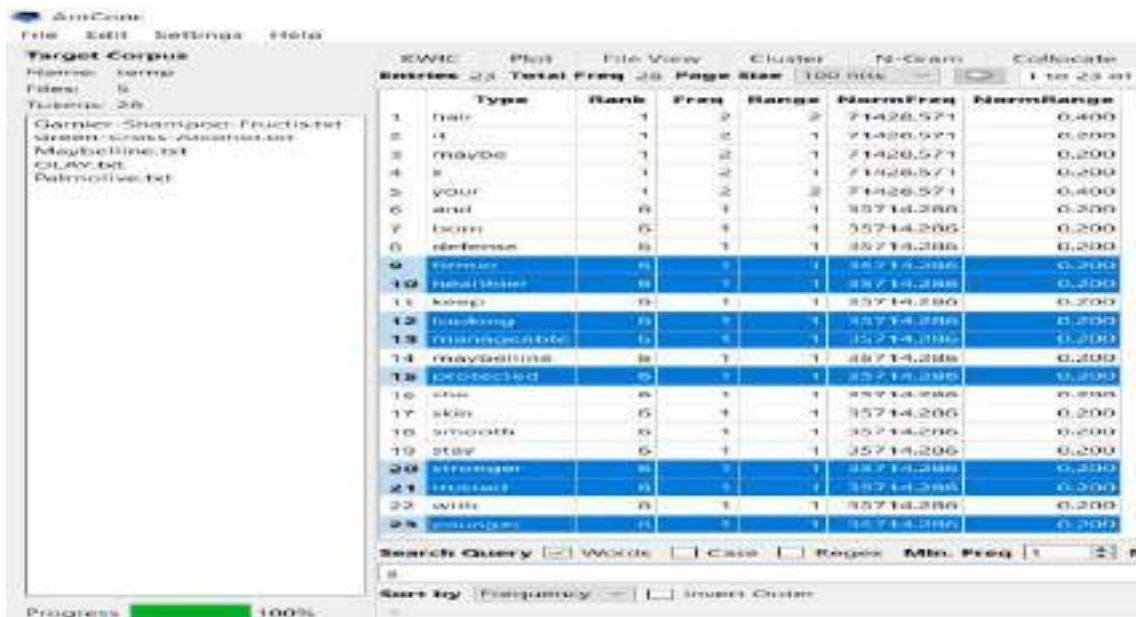 AntConc
File Edit Settings Help
Target Corpus
Name: temp
Files: 5
Tokens: 28
Garnier-Shampoo-Fructis.txt
Green-Cross-Alcohol.txt
Maybelline.txt
OLAY.txt
Palmolive.txt
Progress 100%
KWIC Plot File View Cluster N-Gram Collocate
Entries 23 Total Freq 28 Page Size 100 hits 1 to 23 of
Type Rank Freq Range NormFreq NormRange
1 hair 1 2 2 71428.571 0.400
2 it 1 2 1 71428.571 0.200
3 maybe 1 2 1 71428.571 0.200
4 s 1 2 1 71428.571 0.200
5 your 1 2 2 71428.571 0.400
6 and 6 1 1 35714.286 0.200
7 born 6 1 1 35714.286 0.200
8 defense 6 1 1 35714.286 0.200
9 firmer 6 1 1 35714.286 0.200
10 healthier 6 1 1 35714.286 0.200
11 keep 6 1 1 35714.286 0.200
12 looking 6 1 1 35714.286 0.200
13 manageable 6 1 1 35714.286 0.200
14 maybelline 6 1 1 35714.286 0.200
15 protected 6 1 1 35714.286 0.200
16 she 6 1 1 35714.286 0.200
17 skin 6 1 1 35714.286 0.200
18 smooth 6 1 1 35714.286 0.200
19 stay 6 1 1 35714.286 0.200
20 stronger 6 1 1 35714.286 0.200
21 trusted 6 1 1 35714.286 0.200
22 with 6 1 1 35714.286 0.200
23 younger 6 1 1 35714.286 0.200
Search Query Words Case Regex Min. Freq 1
Sort by Frequency Invert Order